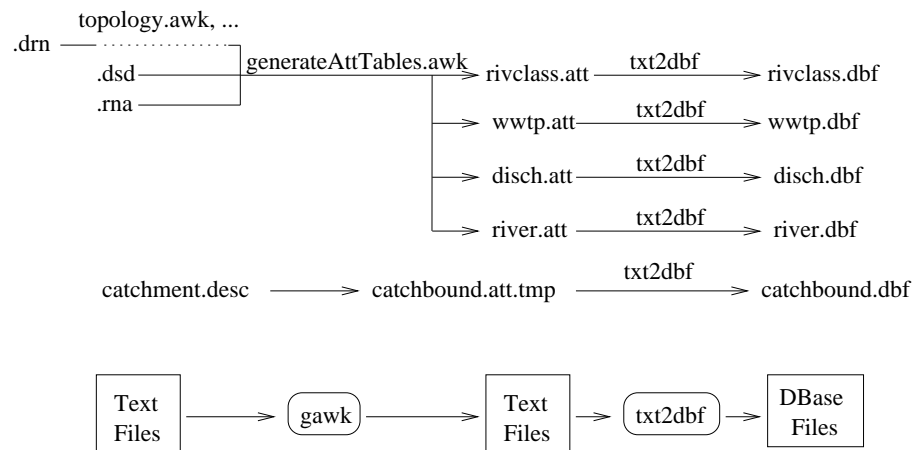 topology.awk, ...
.drn
generateAttTables.awk
.dsd
rivclass.att
txt2dbf
rivclass.dbf
.rna
wwtp.att
txt2dbf
wwtp.dbf
disch.att
txt2dbf
disch.dbf
river.att
txt2dbf
river.dbf
catchment.desc
catchbound.att.tmp
txt2dbf
catchbound.dbf
Text
Files
gawk
Text
Files
txt2dbf
DBase
Files